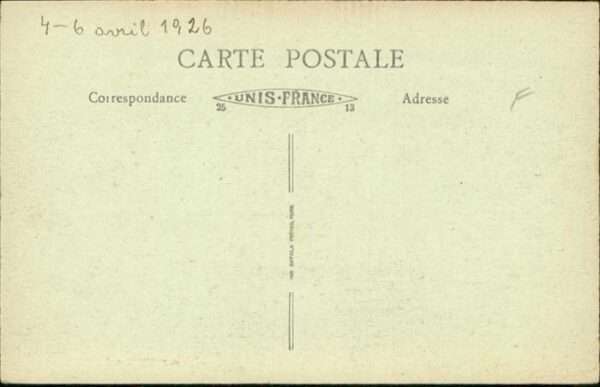 4-6 avril 1926
CARTE POSTALE
Correspondance
UNIS-FRANCE
25 13
Adresse
F